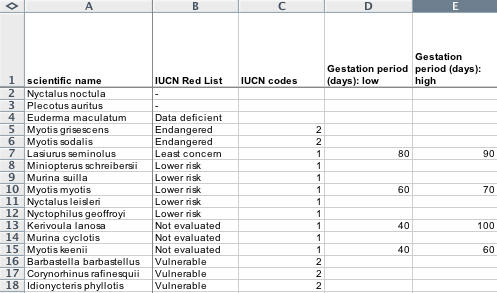 A B C D E
1 scientific name IUCN Red List IUCN codes Gestation period (days): low Gestation period (days): high
2 Nyctalus noctula -
3 Plecotus auritus -
4 Euderma maculatum Data deficient
5 Myotis grisescens Endangered 2
6 Myotis sodalis Endangered 2
7 Lasiurus seminolus Least concern 1 80 90
8 Miniopterus schreibersii Lower risk 1
9 Murina suilla Lower risk 1
10 Myotis myotis Lower risk 1 60 70
11 Nyctalus leisleri Lower risk 1
12 Nyctophilus geoffroyi Lower risk 1
13 Kerivoula lanosa Not evaluated 1 40 100
14 Murina cyclotis Not evaluated 1
15 Myotis keenii Not evaluated 1 40 60
16 Barbastella barbastellus Vulnerable 2
17 Corynorhinus rafinesquii Vulnerable 2
18 Idionycteris phyllotis Vulnerable 2